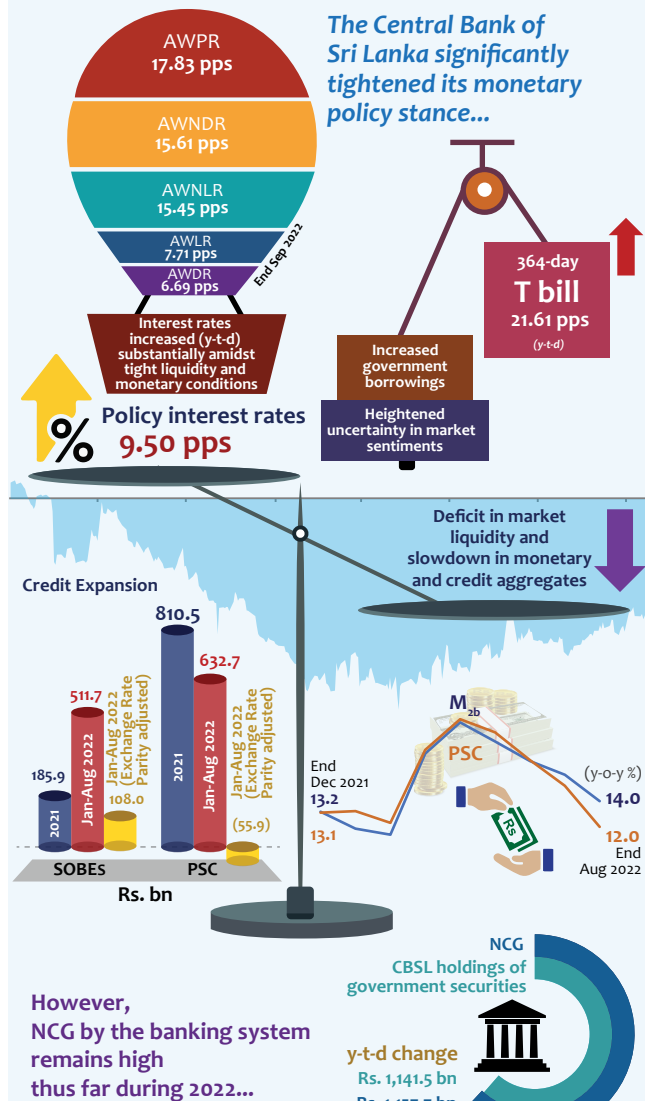 The Central Bank of
Sri Lanka significantly
tightened its monetary
policy stance...
AWPR
17.83 pps
AWNDR
15.61 pps
AWNLR
15.45 pps
AWLR
7.71 pps
AWDR
6.69 pps
End Sep 2022
Interest rates
increased (y-t-d)
substantially amidst
tight liquidity and
monetary conditions
364-day
T bill
21.61 pps
(y-t-d)
Increased
government
borrowings
Heightened
uncertainty in market
sentiments
%
Policy interest rates
9.50 pps
Deficit in market
liquidity and
slowdown in monetary
and credit aggregates
Credit Expansion
185.9
2021
511.7
Jan-Aug 2022
Jan-Aug 2022
(Exchange Rate
Parity adjusted)
108.0
810.5
2021
632.7
Jan-Aug 2022
Jan-Aug 2022
(Exchange Rate
Parity adjusted)
(55.9)
SOBEs
PSC
Rs. bn
M2b
PSC
Rs
End
Dec 2021
13.2
13.1
(y-o-y %)
14.0
12.0
End
Aug 2022
However,
NCG by the banking system
remains high
thus far during 2022...
NCG
CBSL holdings of
government securities
y-t-d change
Rs. 1,141.5 bn